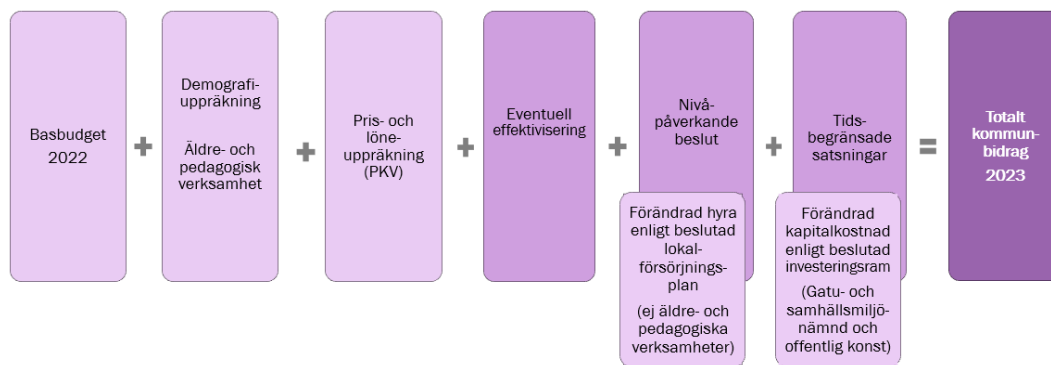 Basbudget
2022
+
Demografi-
uppräkning
Äldre- och
pedagogisk
verksamhet
+
Pris- och
löne-
uppräkning
(PKV)
+
Eventuell
effektivisering
+
Nivå-
påverkande
beslut
Förändrad hyra
enligt beslutad
lokal-
försörjnings-
plan
(ej äldre- och
pedagogiska
verksamheter)
+
Tids-
begränsade
satsningar
Förändrad
kapitalkostnad
enligt beslutad
investeringsram
(Gatu- och
samhällsmiljö-
nämnd och
offentlig konst)
=
Totalt
kommun-
bidrag
2023